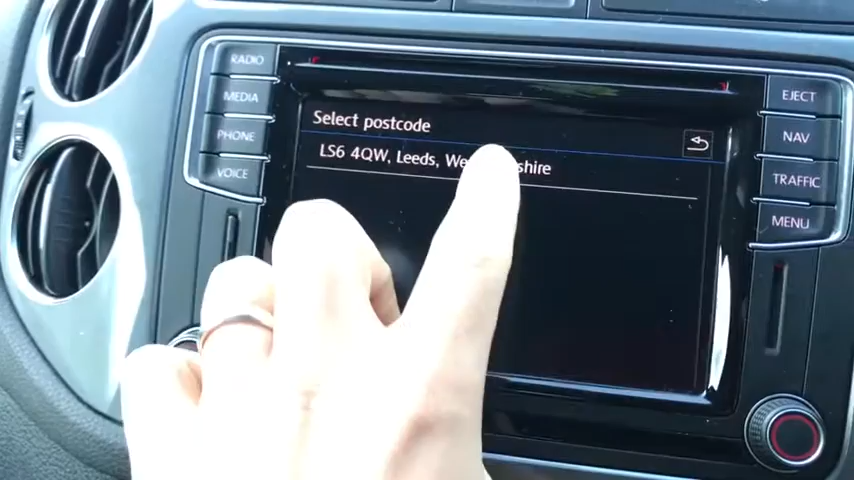 RADIO
MEDIA
PHONE
VOICE
Select postcode
LS6 4QW, Leeds,
EJECT
NAV
TRAFFIC
MENU